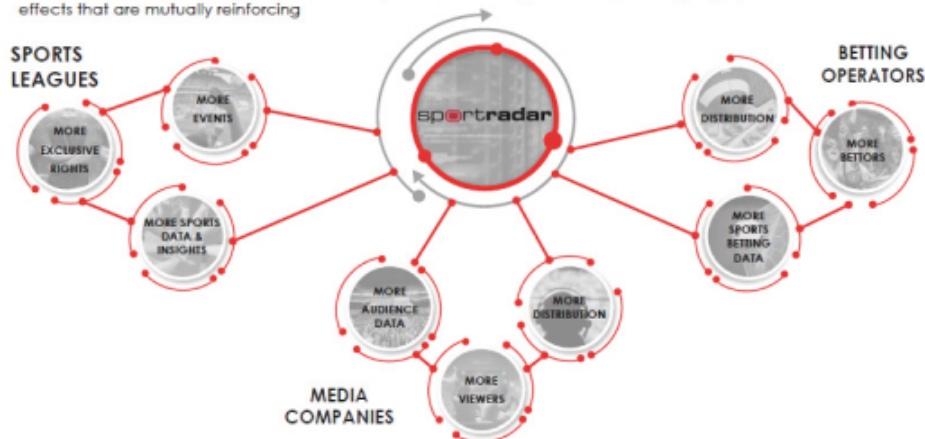 effects that are mutually reinforcing
SPORTS
LEAGUES
MORE
EVENTS
MORE
EXCLUSIVE
RIGHTS
MORE SPORTS
DATA &
INSIGHTS
sportradar
BETTING
OPERATORS
MORE
DISTRIBUTION
MORE
BETTORS
MORE
SPORTS
BETTING
DATA
MORE
AUDIENCE
DATA
MORE
DISTRIBUTION
MORE
VIEWERS
MEDIA
COMPANIES